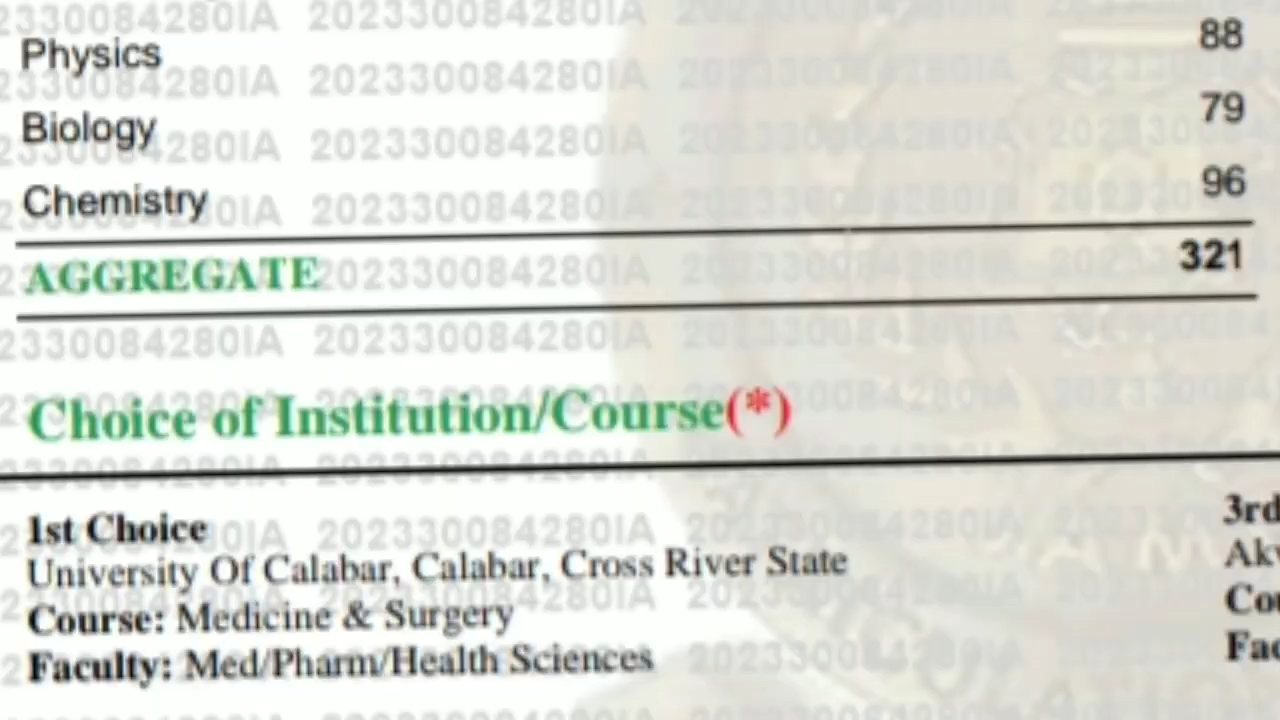 Physics 88
Biology 79
Chemistry 96
AGGREGATE 321
Choice of Institution/Course(*)
1st Choice
University Of Calabar, Calabar, Cross River State
Course: Medicine & Surgery
Faculty: Med/Pharm/Health Sciences
3rd
202330084280IA